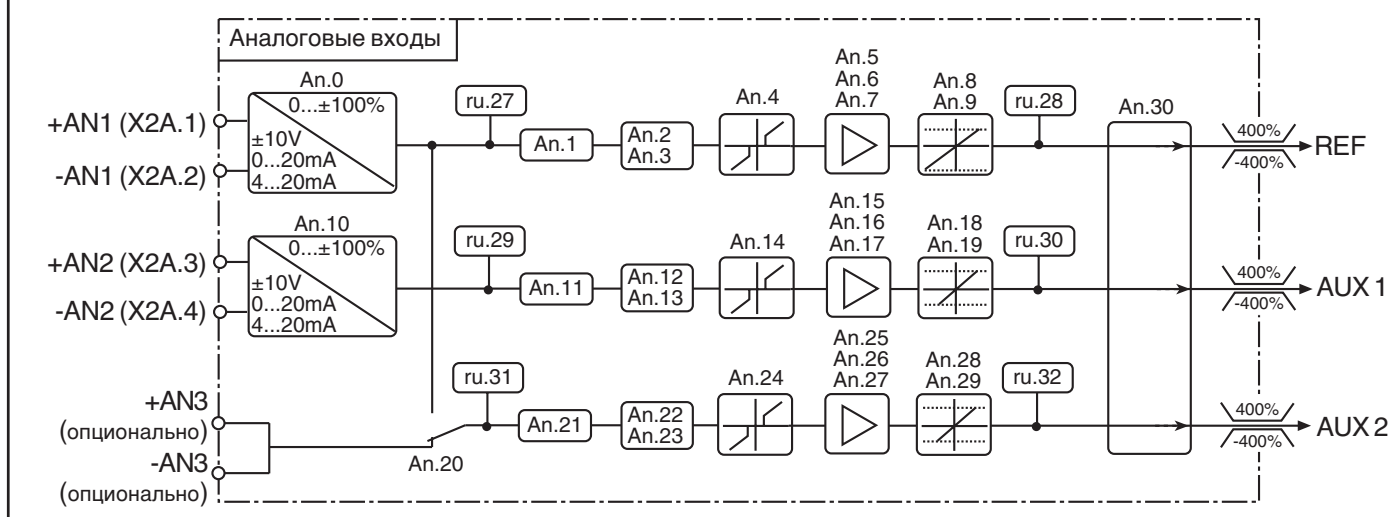 Аналоговые входы
An.0
0...±100%
±10V
0...20mA
4...20mA
+AN1 (X2A.1)
-AN1 (X2A.2)
ru.27
An.1
An.2
An.3
An.4
An.5
An.6
An.7
An.8
An.9
ru.28
An.30
400%
-400%
REF
An.10
0...±100%
±10V
0...20mA
4...20mA
+AN2 (X2A.3)
-AN2 (X2A.4)
ru.29
An.11
An.12
An.13
An.14
An.15
An.16
An.17
An.18
An.19
ru.30
400%
-400%
AUX 1
+AN3
(опционально)
-AN3
(опционально)
An.20
ru.31
An.21
An.22
An.23
An.24
An.25
An.26
An.27
An.28
An.29
ru.32
400%
-400%
AUX 2